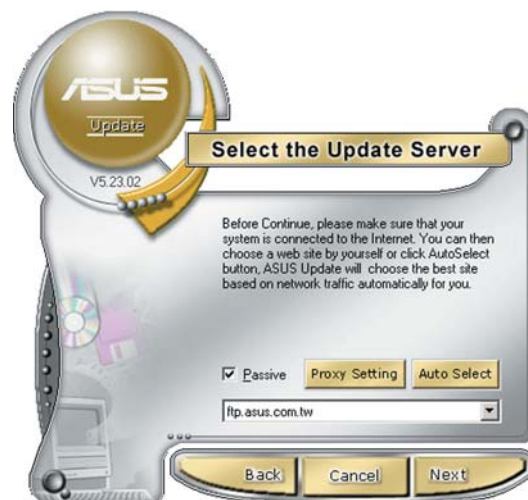 ASUS
Update
V5.23.02
Select the Update Server
Before Continue, please make sure that your
system is connected to the Internet. You can then
choose a web site by yourself or click AutoSelect
button, ASUS Update will choose the best site
based on network traffic automatically for you.
Passive
Proxy Setting
Auto Select
ftp.asus.com.tw
Back
Cancel
Next